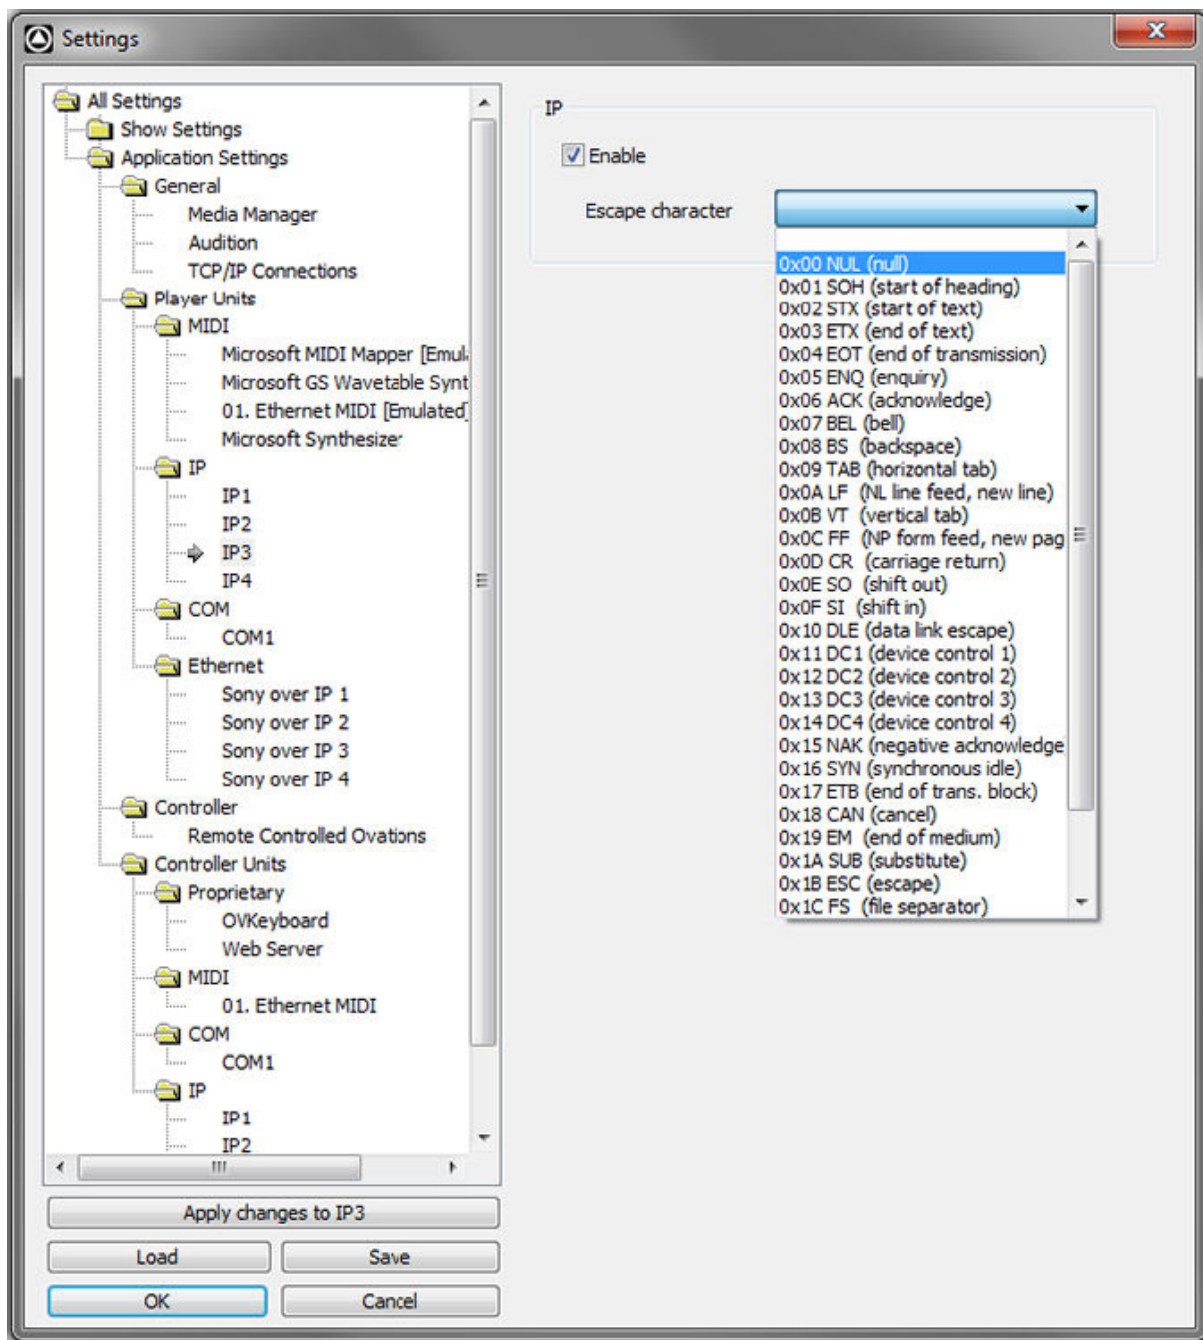 Settings
All Settings
Show Settings
Application Settings
General
Media Manager
Audition
TCP/IP Connections
Player Units
MIDI
Microsoft MIDI Mapper [Emul
Microsoft GS Wavetable Synt
01. Ethernet MIDI [Emulated]
Microsoft Synthesizer
IP
IP1
IP2
IP3
IP4
COM
COM1
Ethernet
Sony over IP 1
Sony over IP 2
Sony over IP 3
Sony over IP 4
Controller
Remote Controlled Ovations
Controller Units
Proprietary
OVKeyboard
Web Server
MIDI
01. Ethernet MIDI
COM
COM1
IP
IP1
IP2
Apply changes to IP3
Load Save
OK Cancel
IP
Enable
Escape character
0x00 NUL (null)
0x01 SOH (start of heading)
0x02 STX (start of text)
0x03 ETX (end of text)
0x04 EOT (end of transmission)
0x05 ENQ (enquiry)
0x06 ACK (acknowledge)
0x07 BEL (bell)
0x08 BS (backspace)
0x09 TAB (horizontal tab)
0x0A LF (NL line feed, new line)
0x0B VT (vertical tab)
0x0C FF (NP form feed, new pag
0x0D CR (carriage return)
0x0E SO (shift out)
0x0F SI (shift in)
0x10 DLE (data link escape)
0x11 DC1 (device control 1)
0x12 DC2 (device control 2)
0x13 DC3 (device control 3)
0x14 DC4 (device control 4)
0x15 NAK (negative acknowledge
0x16 SYN (synchronous idle)
0x17 ETB (end of trans. block)
0x18 CAN (cancel)
0x19 EM (end of medium)
0x1A SUB (substitute)
0x1B ESC (escape)
0x1C FS (file separator)